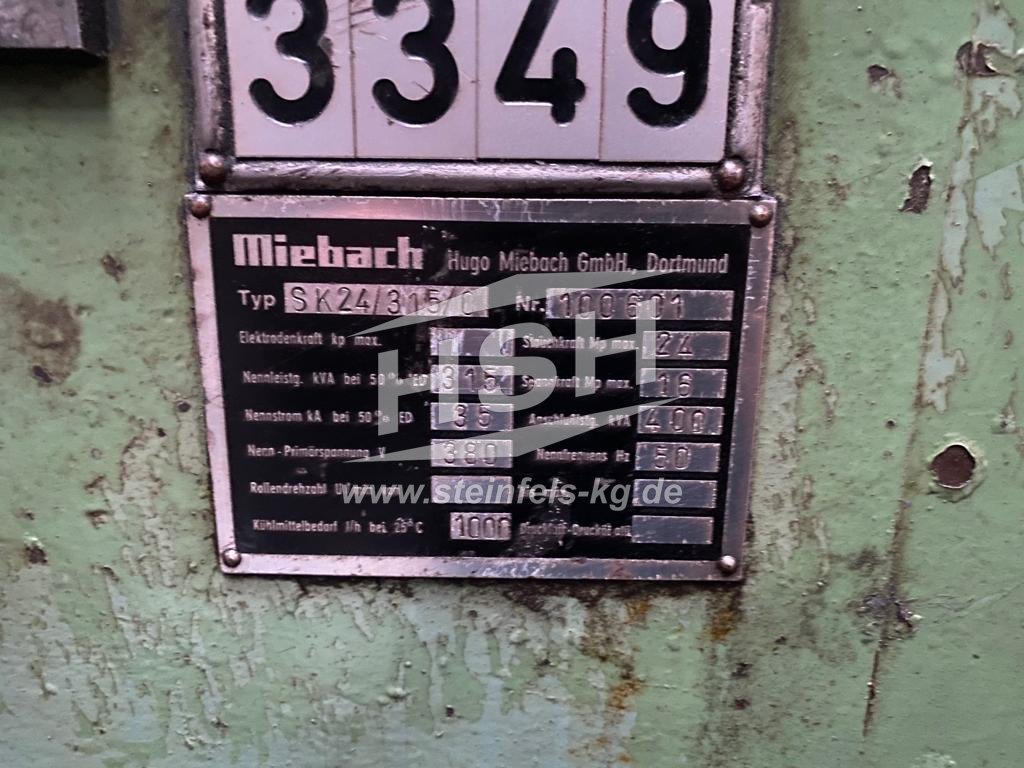 3349
Miebach Hugo Miebach GmbH., Dortmund
Typ SK24/315/0 Nr. 100601
Elektrodenkraft kp max. Stauchkraft Mp max. 24
Nennleistg. kVA bei 50% ED 315 Spannkraft Mp max. 16
Nennstrom kA bei 50% ED 35 Anschlußlstg. kVA 400
Nenn-Primärspannung V 380 Nennfrequens Hz 50
Rollendrehzahl
Kühlmittelbedarf l/h bei 25°C 1000
HSH
www.steinfels-kg.de